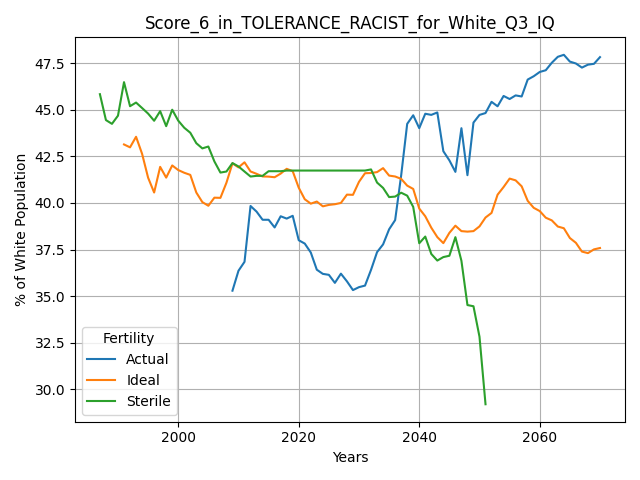 Score_6_in_TOLERANCE_RACIST_for_White_Q3_IQ
% of White Population
47.5
45.0
42.5
40.0
37.5
35.0
32.5
30.0
Fertility
Actual
Ideal
Sterile
2000
2020
2040
2060
Years